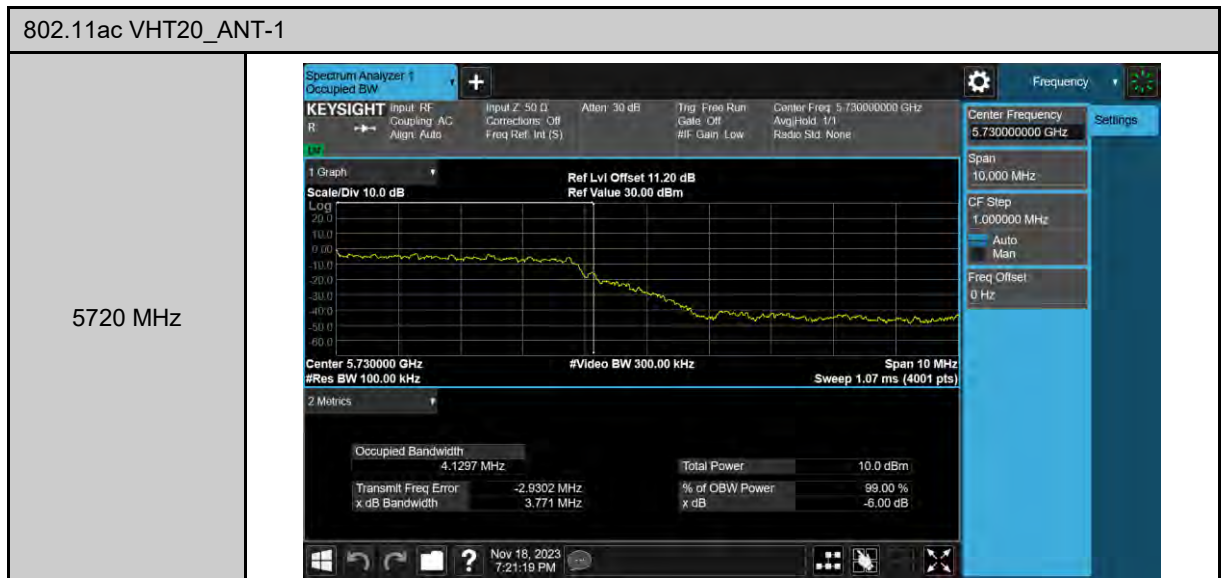 802.11ac VHT20_ANT-1
5720 MHz
Spectrum Analyzer 1
Occupied BW
Frequency
KEYSIGHT
R
LM
Input: RF
Coupling: AC
Align: Auto
Input Z: 50 Ω
Corrections: Off
Freq Ref: Int (S)
Atten: 30 dB
Trig: Free Run
Gate: Off
#IF Gain: Low
Center Freq: 5.730000000 GHz
Avg|Hold: 1/1
Radio Std: None
Center Frequency
5.730000000 GHz
Settings
Span
10.000 MHz
CF Step
1.000000 MHz
Auto
Man
Freq Offset
0 Hz
1 Graph
Scale/Div 10.0 dB
Ref Lvl Offset 11.20 dB
Ref Value 30.00 dBm
Log
20.0
10.0
0.00
-10.0
-20.0
-30.0
-40.0
-50.0
-60.0
Center 5.730000 GHz
#Res BW 100.00 kHz
#Video BW 300.00 kHz
Span 10 MHz
Sweep 1.07 ms (4001 pts)
2 Metrics
Occupied Bandwidth
4.1297 MHz
Total Power 10.0 dBm
Transmit Freq Error -2.9302 MHz
% of OBW Power 99.00 %
x dB Bandwidth 3.771 MHz
x dB -6.00 dB
?
Nov 18, 2023
7:21:19 PM